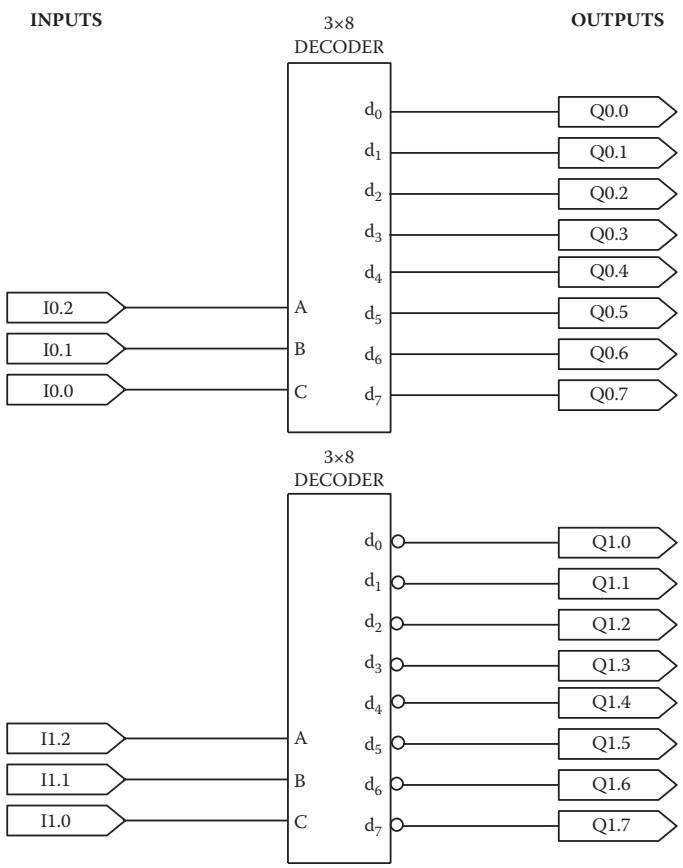 INPUTS
3×8
DECODER
OUTPUTS
d₀
Q0.0
d₁
Q0.1
d₂
Q0.2
d₃
Q0.3
d₄
Q0.4
I0.2
A
d₅
Q0.5
I0.1
B
d₆
Q0.6
I0.0
C
d₇
Q0.7
3×8
DECODER
d₀
Q1.0
d₁
Q1.1
d₂
Q1.2
d₃
Q1.3
d₄
Q1.4
I1.2
A
d₅
Q1.5
I1.1
B
d₆
Q1.6
I1.0
C
d₇
Q1.7